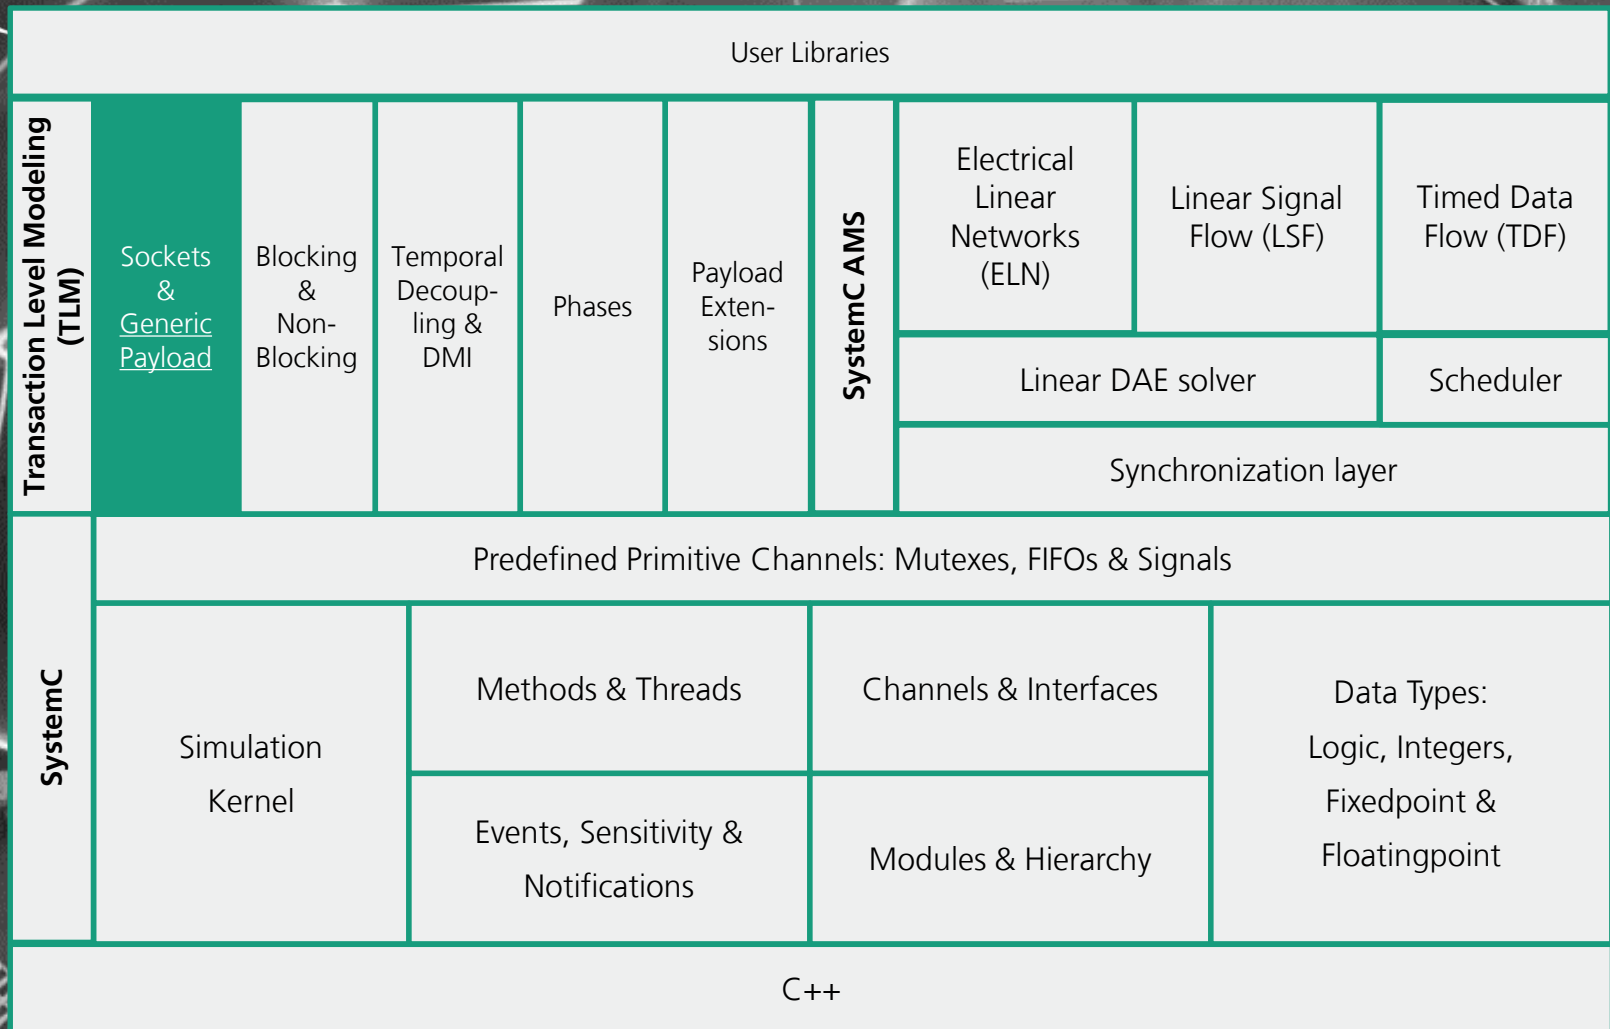 User Libraries
Transaction Level Modeling
(TLM)
Sockets
&
Generic
Payload
Blocking
&
Non-
Blocking
Temporal
Decoup-
ling &
DMI
Phases
Payload
Exten-
sions
SystemC AMS
Electrical
Linear
Networks
(ELN)
Linear Signal
Flow (LSF)
Timed Data
Flow (TDF)
Linear DAE solver
Scheduler
Synchronization layer
SystemC
Predefined Primitive Channels: Mutexes, FIFOs & Signals
Simulation
Kernel
Methods & Threads
Channels & Interfaces
Events, Sensitivity &
Notifications
Modules & Hierarchy
Data Types:
Logic, Integers,
Fixedpoint &
Floatingpoint
C++